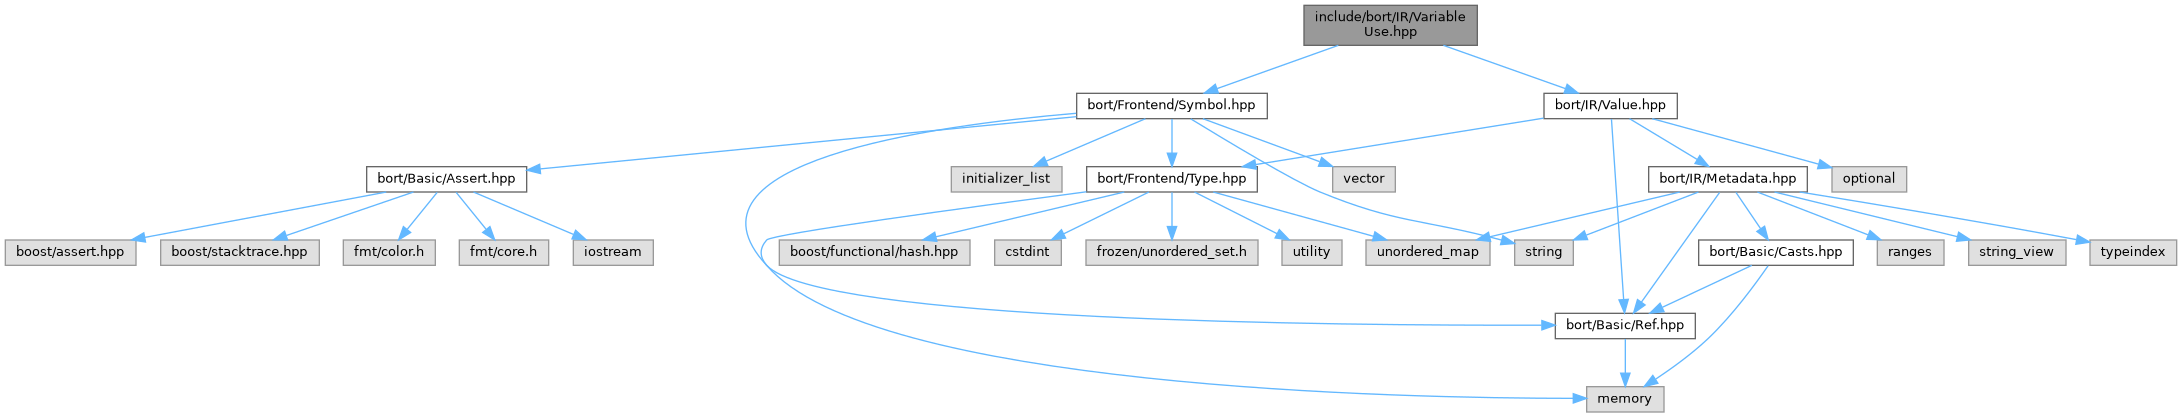 include/bort/IR/Variable
Use.hpp
bort/Frontend/Symbol.hpp
bort/IR/Value.hpp
bort/Basic/Assert.hpp
initializer_list
bort/Frontend/Type.hpp
vector
bort/IR/Metadata.hpp
optional
boost/assert.hpp
boost/stacktrace.hpp
fmt/color.h
fmt/core.h
iostream
boost/functional/hash.hpp
cstdint
frozen/unordered_set.h
utility
unordered_map
string
bort/Basic/Casts.hpp
ranges
string_view
typeindex
bort/Basic/Ref.hpp
memory